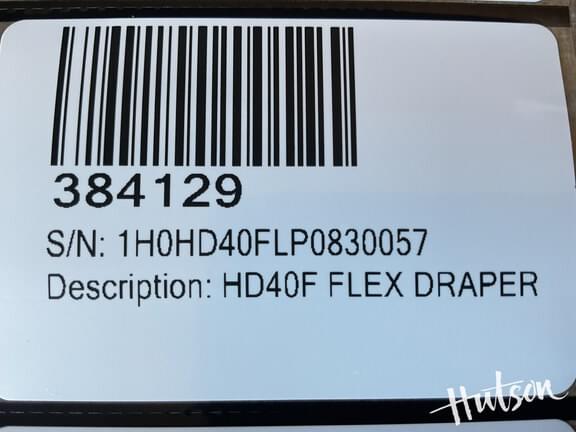 384129
S/N: 1H0HD40FLP0830057
Description: HD40F FLEX DRAPER
Hutson